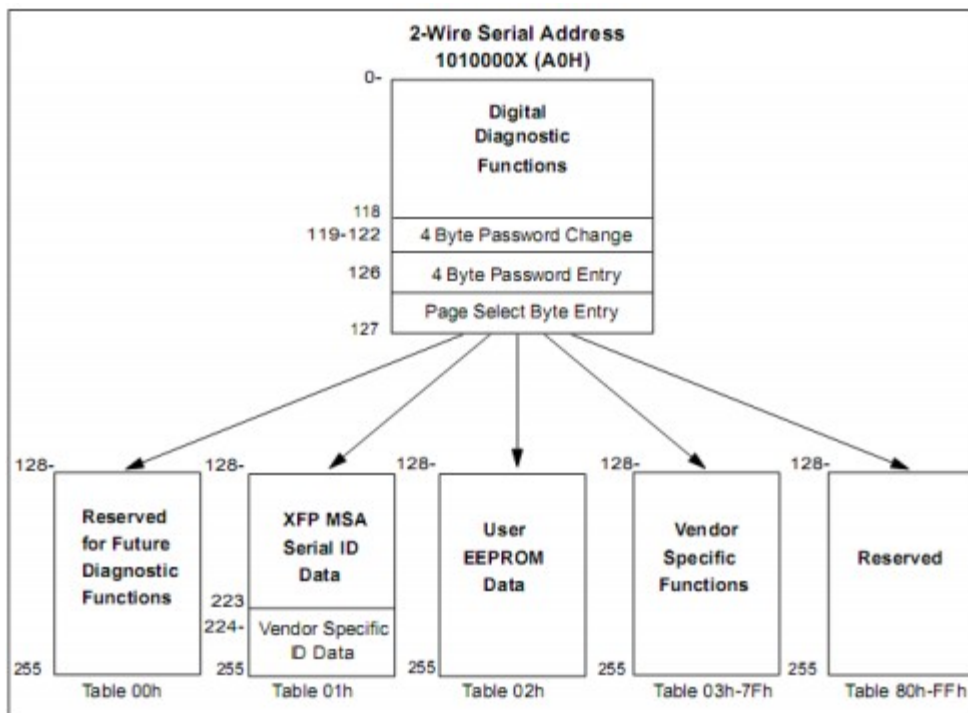 2-Wire Serial Address
1010000X (A0H)
0-
Digital
Diagnostic
Functions
118
119-122
4 Byte Password Change
126
4 Byte Password Entry
Page Select Byte Entry
127
128-
Reserved
for Future
Diagnostic
Functions
255
Table 00h
128-
XFP MSA
Serial ID
Data
223
224-
Vendor Specific
ID Data
255
Table 01h
128-
User
EEPROM
Data
255
Table 02h
128-
Vendor
Specific
Functions
255
Table 03h-7Fh
128-
Reserved
255
Table 80h-FFh